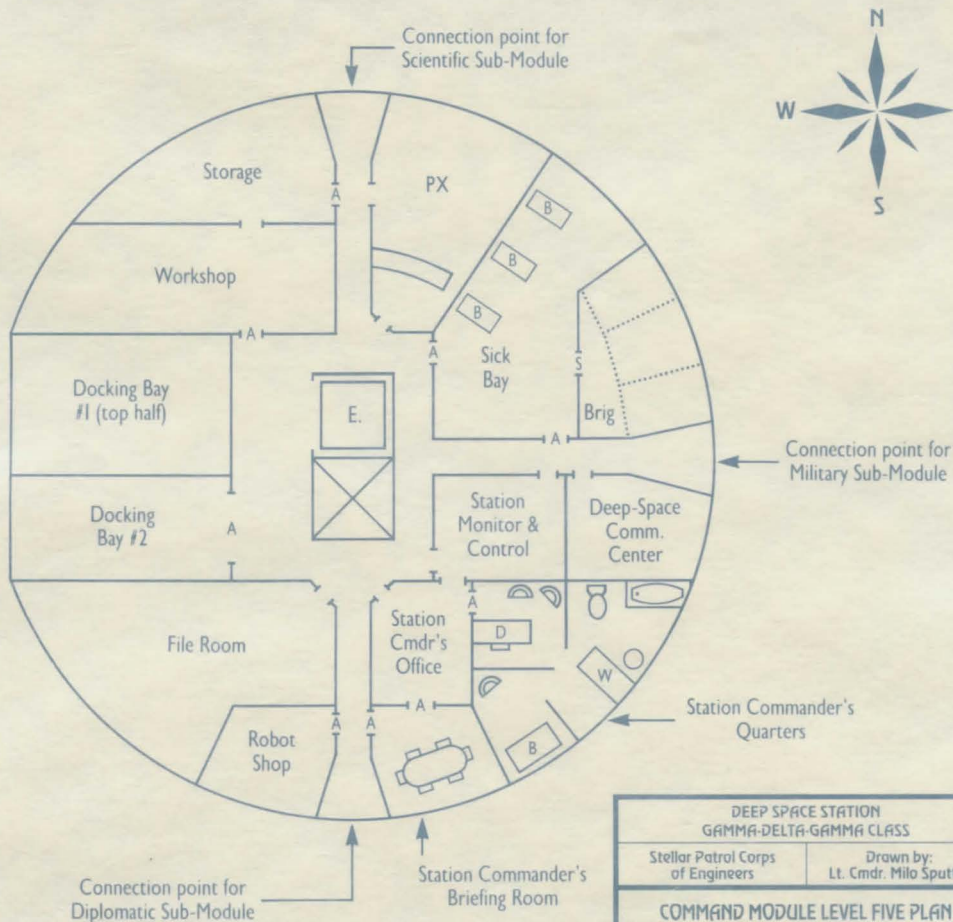 Connection point for
Scientific Sub-Module
N
W
S
Storage
A
PX
B
B
B
Workshop
A
A
Sick
Bay
S
Brig
Docking Bay
#1 (top half)
E.
A
Connection point for
Military Sub-Module
Docking
Bay #2
A
Station
Monitor &
Control
Deep-Space
Comm.
Center
File Room
Station
Cmdr's
Office
A
D
W
A
B
Robot
Shop
A
A
Station Commander's
Quarters
Connection point for
Diplomatic Sub-Module
Station Commander's
Briefing Room
DEEP SPACE STATION
GAMMA-DELTA-GAMMA CLASS
Stellar Patrol Corps
of Engineers
Drawn by:
Lt. Cmdr. Milo
COMMAND MODULE LEVEL FIVE PLAN